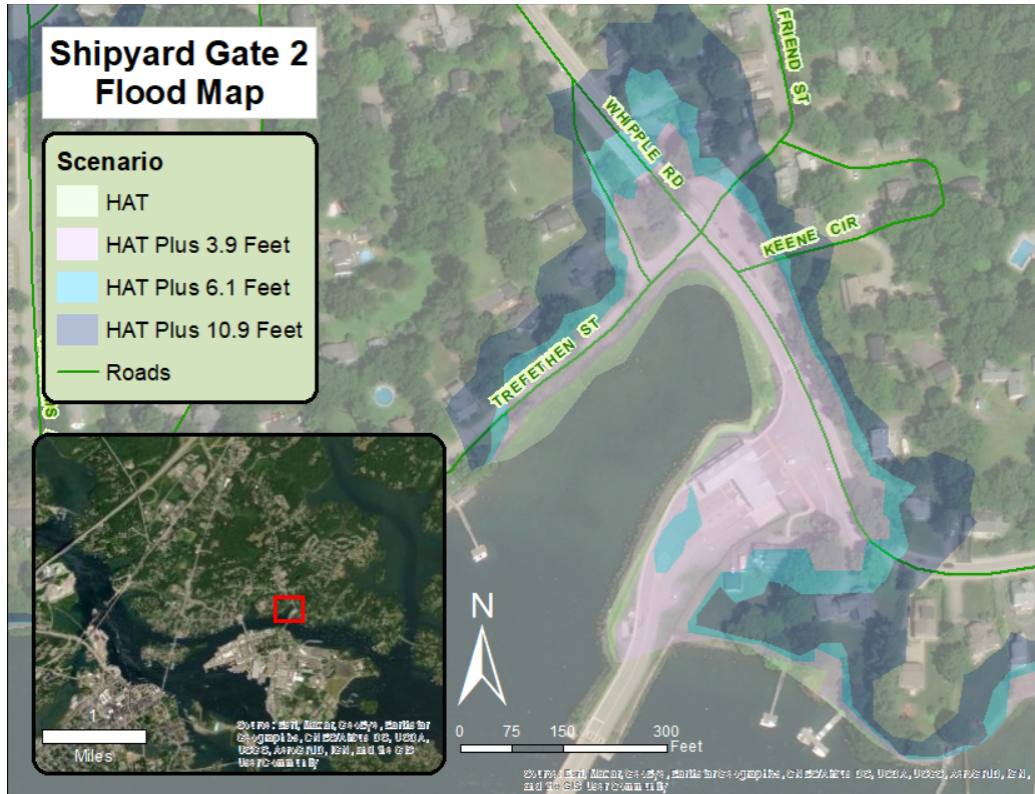 Shipyard Gate 2
Flood Map
Scenario
HAT
HAT Plus 3.9 Feet
HAT Plus 6.1 Feet
HAT Plus 10.9 Feet
Roads
FRIEND ST
WHIPPLE RD
KEENE CIR
TREFETHEN ST
N
0 75 150 300
Feet
1
Miles
User Community